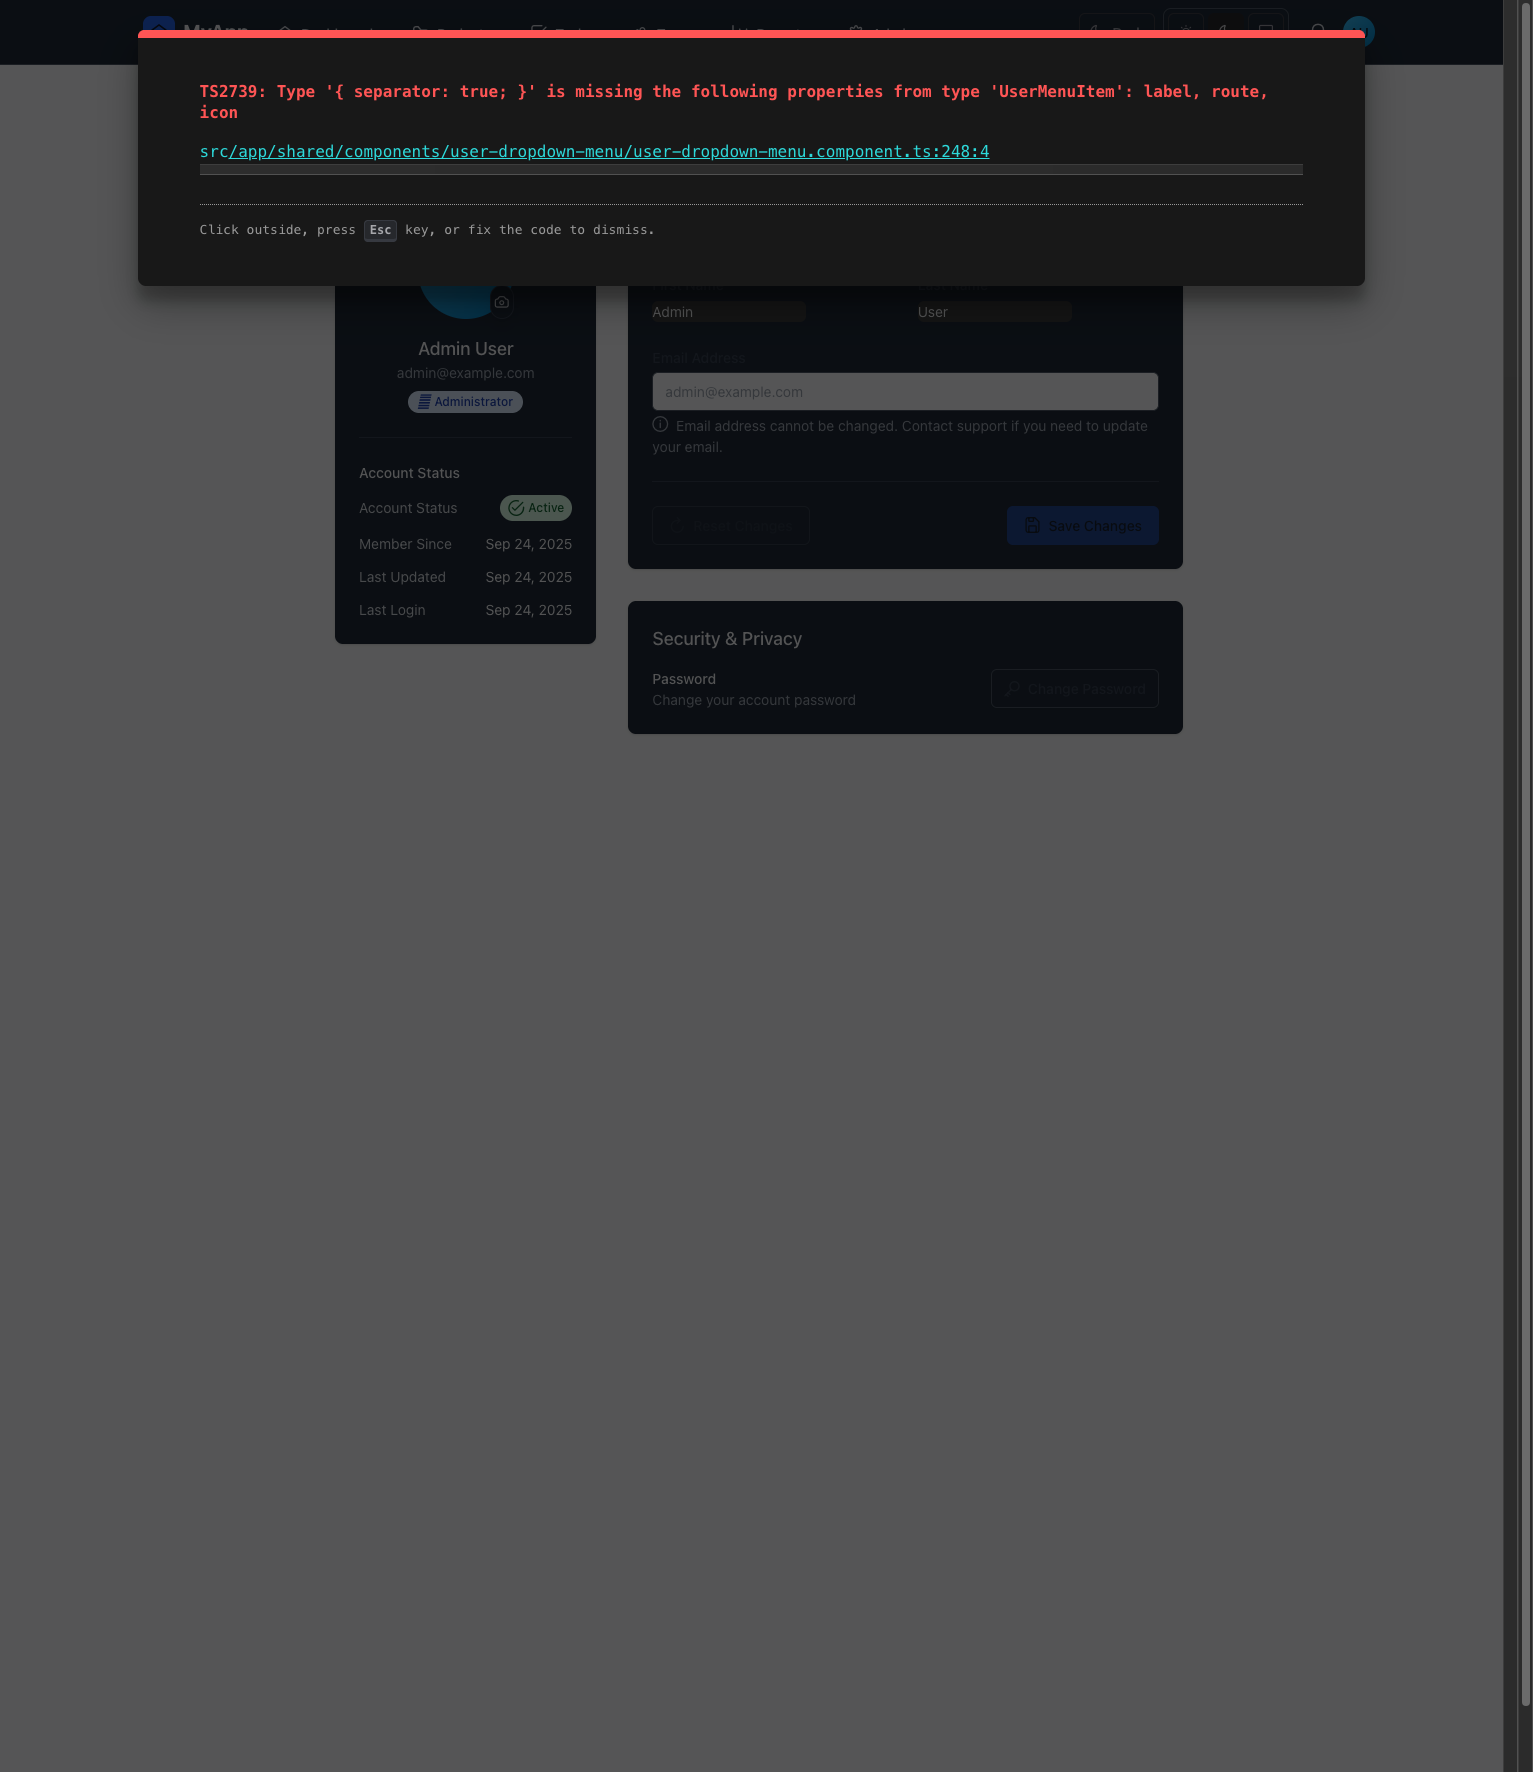 MyApp
TS2739: Type '{ separator: true; }' is missing the following properties from type 'UserMenuItem': label, route,
icon
src/app/shared/components/user-dropdown-menu/user-dropdown-menu.component.ts:248:4
Click outside, press Esc key, or fix the code to dismiss.
Admin User
Admin User
admin@example.com
Administrator
Email Address
admin@example.com
Email address cannot be changed. Contact support if you need to update
your email.
Account Status
Account Status Active
Member Since Sep 24, 2025
Last Updated Sep 24, 2025
Last Login Sep 24, 2025
Save Changes
Security & Privacy
Password
Change your account password
Change Password